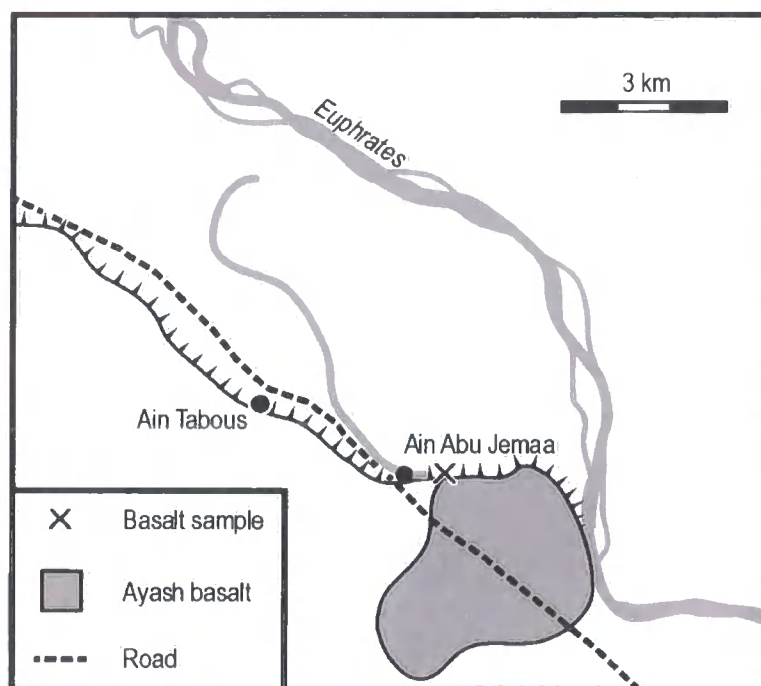 3 km
Euphrates
Ain Tabous
Ain Abu Jemaa
Basalt sample
Ayash basalt
Road